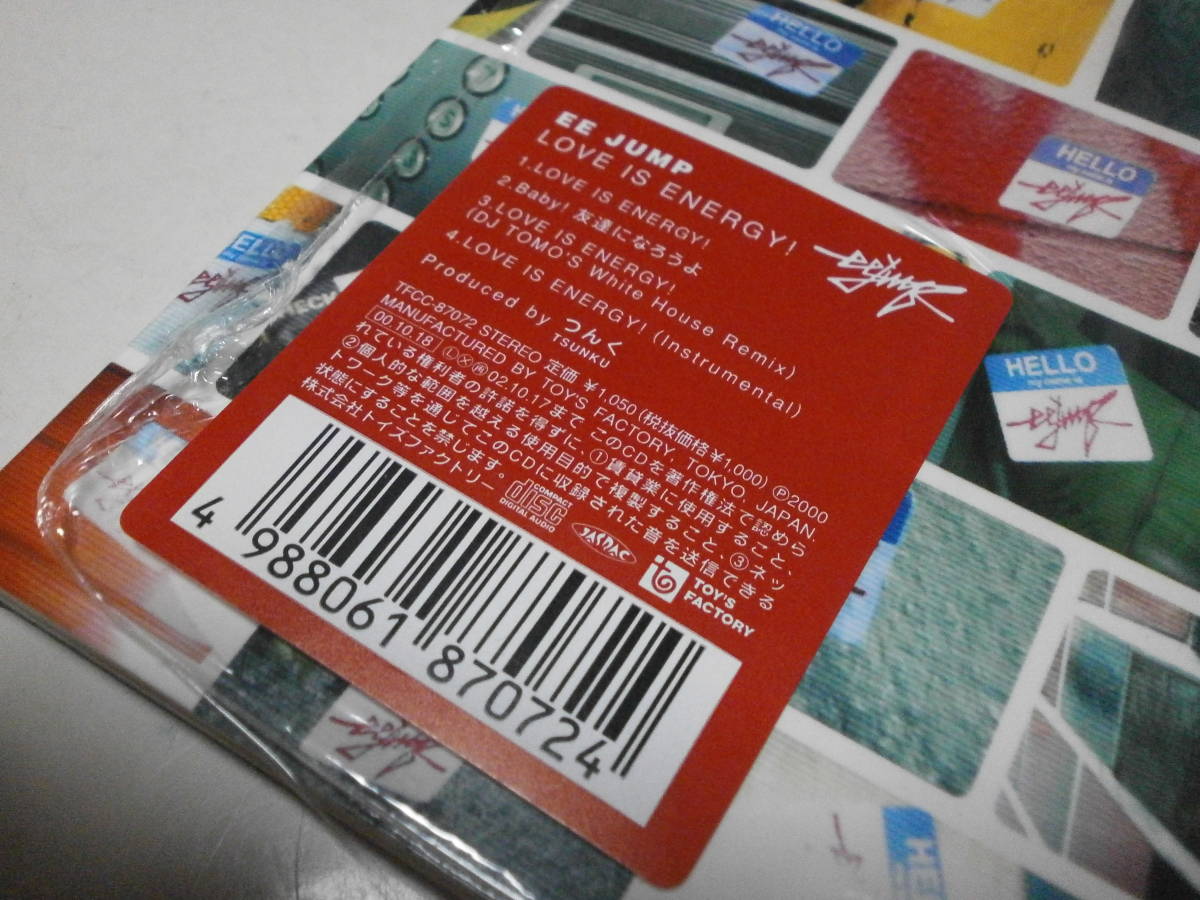 EE JUMP
LOVE IS ENERGY!
1.LOVE IS ENERGY!
2.Baby! 友達になろうよ
3.LOVE IS ENERGY!
(DJ TOMO'S White House Remix)
4.LOVE IS ENERGY! (Instrumental)
Produced by つんく
TSUNKU
eejump
TFCC-87072 STEREO 定価 ¥1,050(税抜価格¥1,000) Ⓟ2000
MANUFACTURED BY TOY'S FACTORY, TOKYO, JAPAN.
00.10.18 Ⓛ Ⓧ 02.10.17まで このCDを著作権法で認めら
れている権利者の許諾を得ずに、①賃貸業に使用すること、
②個人的な範囲を越える使用目的で複製すること、③ネッ
トワーク等を通じてこのCDに収録された音を送信できる
状態にすることを禁じます。
株式会社トイズファクトリー
COMPACT
disc
DIGITAL AUDIO
JASRAC
TOY'S
FACTORY
4 988061 870724
HELLO
my name is
eejump
HELLO
my name is
eejump
HELLO
my name is
eejump